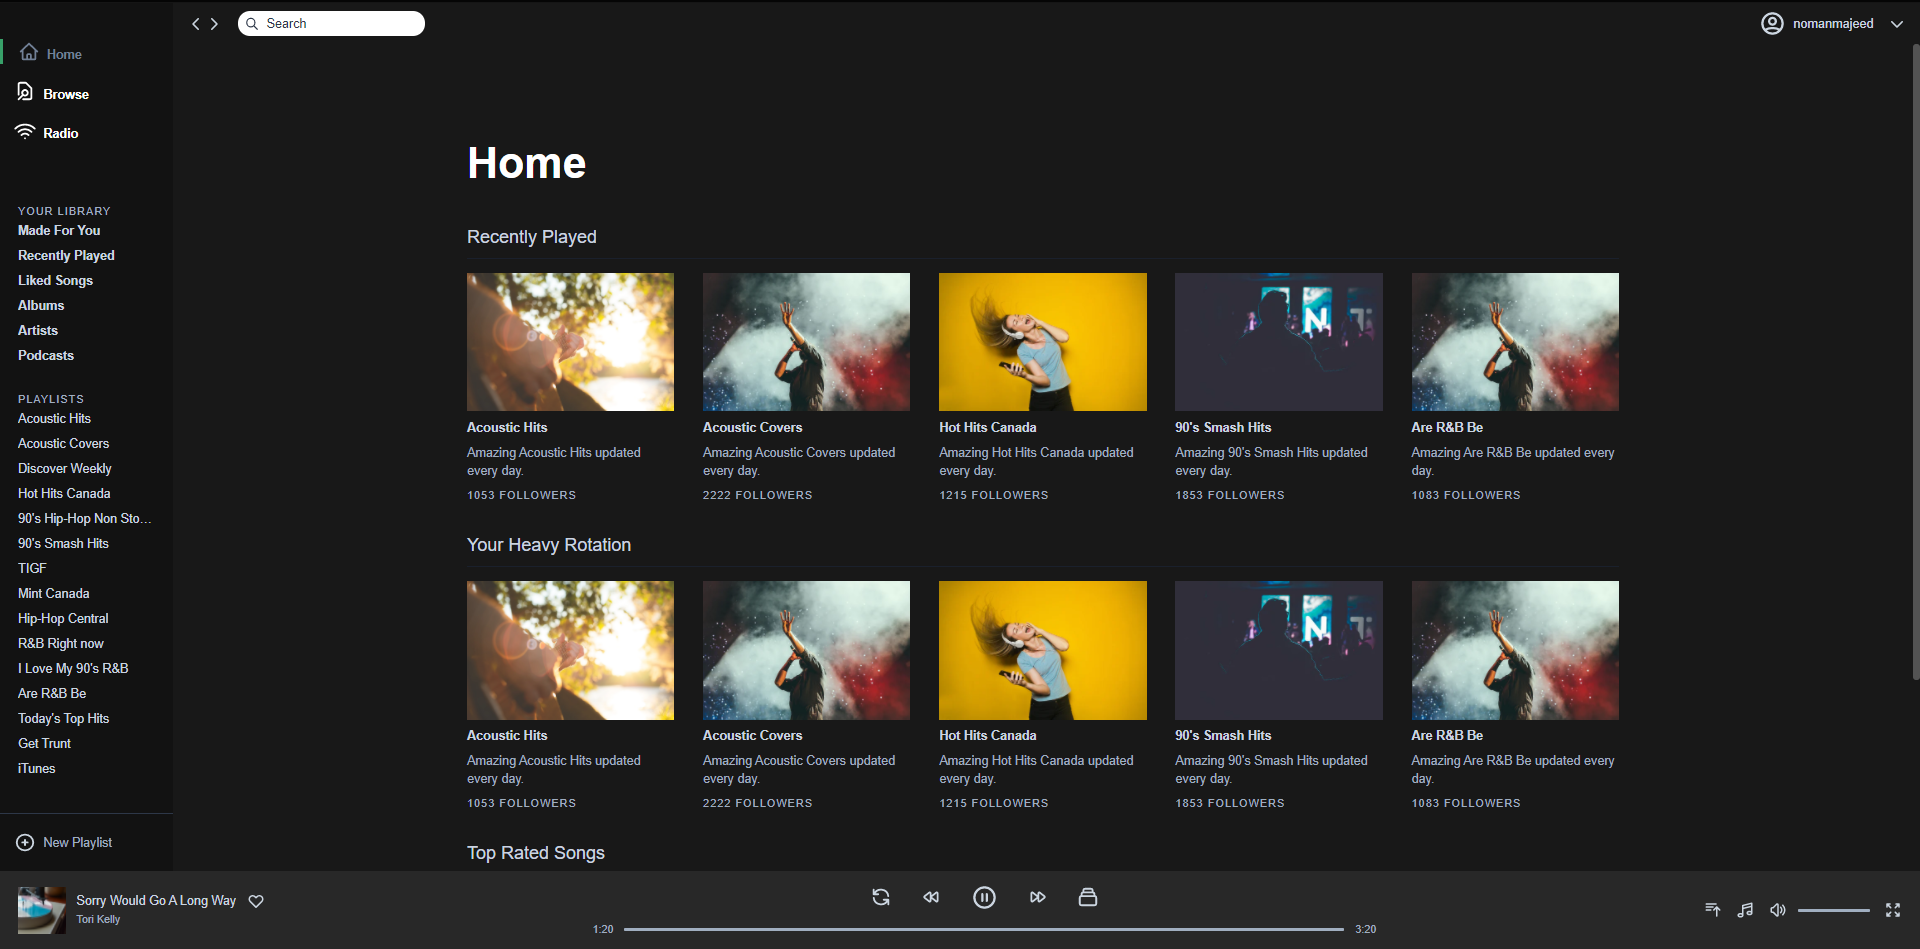 Search
nomanmajeed
Home
Browse
Radio
YOUR LIBRARY
Made For You
Recently Played
Liked Songs
Albums
Artists
Podcasts
PLAYLISTS
Acoustic Hits
Acoustic Covers
Discover Weekly
Hot Hits Canada
90's Hip-Hop Non Sto...
90's Smash Hits
TIGF
Mint Canada
Hip-Hop Central
R&B Right now
I Love My 90's R&B
Are R&B Be
Today's Top Hits
Get Trunt
iTunes
New Playlist
Home
Recently Played
N
Acoustic Hits
Amazing Acoustic Hits updated
every day.
1053 FOLLOWERS
Acoustic Covers
Amazing Acoustic Covers updated
every day.
2222 FOLLOWERS
Hot Hits Canada
Amazing Hot Hits Canada updated
every day.
1215 FOLLOWERS
90's Smash Hits
Amazing 90's Smash Hits updated
every day.
1853 FOLLOWERS
Are R&B Be
Amazing Are R&B Be updated every
day.
1083 FOLLOWERS
Your Heavy Rotation
N
Acoustic Hits
Amazing Acoustic Hits updated
every day.
1053 FOLLOWERS
Acoustic Covers
Amazing Acoustic Covers updated
every day.
2222 FOLLOWERS
Hot Hits Canada
Amazing Hot Hits Canada updated
every day.
1215 FOLLOWERS
90's Smash Hits
Amazing 90's Smash Hits updated
every day.
1853 FOLLOWERS
Are R&B Be
Amazing Are R&B Be updated every
day.
1083 FOLLOWERS
Top Rated Songs
Sorry Would Go A Long Way
Tori Kelly
1:20
3:20